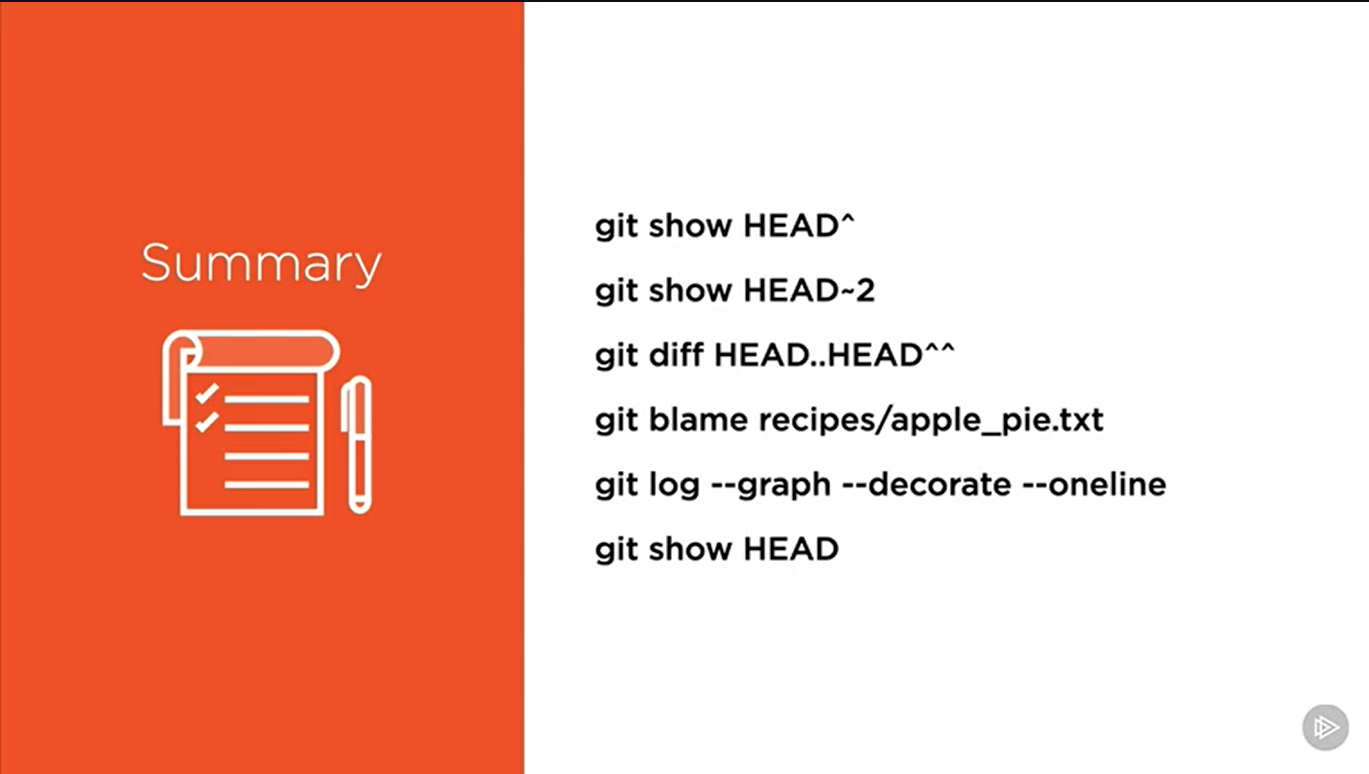 Summary
git show HEAD^
git show HEAD~2
git diff HEAD..HEAD^^
git blame recipes/apple_pie.txt
git log --graph --decorate --oneline
git show HEAD